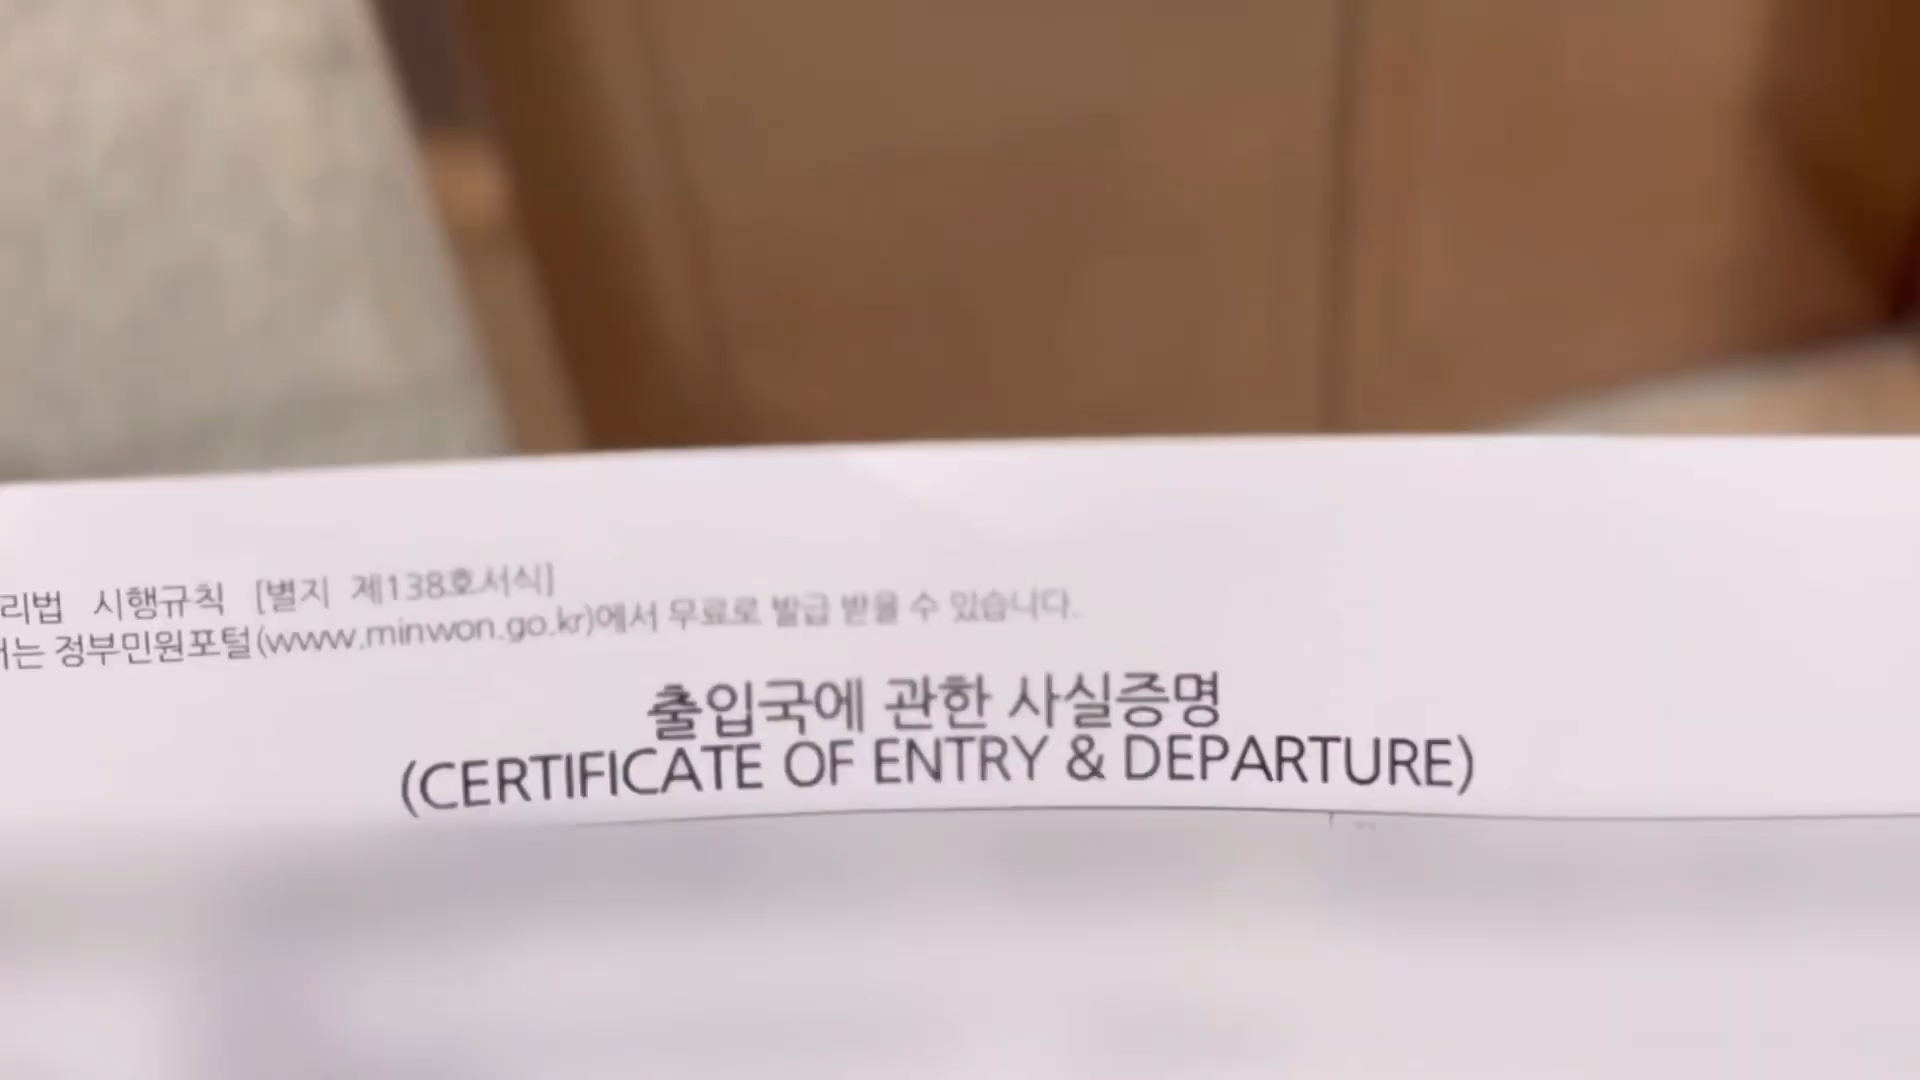 리법 시행규칙 [별지 제138호서식]
는 정부민원포털(www.minwon.go.kr)에서 무료로 발급 받을 수 있습니다.
출입국에 관한 사실증명
(CERTIFICATE OF ENTRY & DEPARTURE)